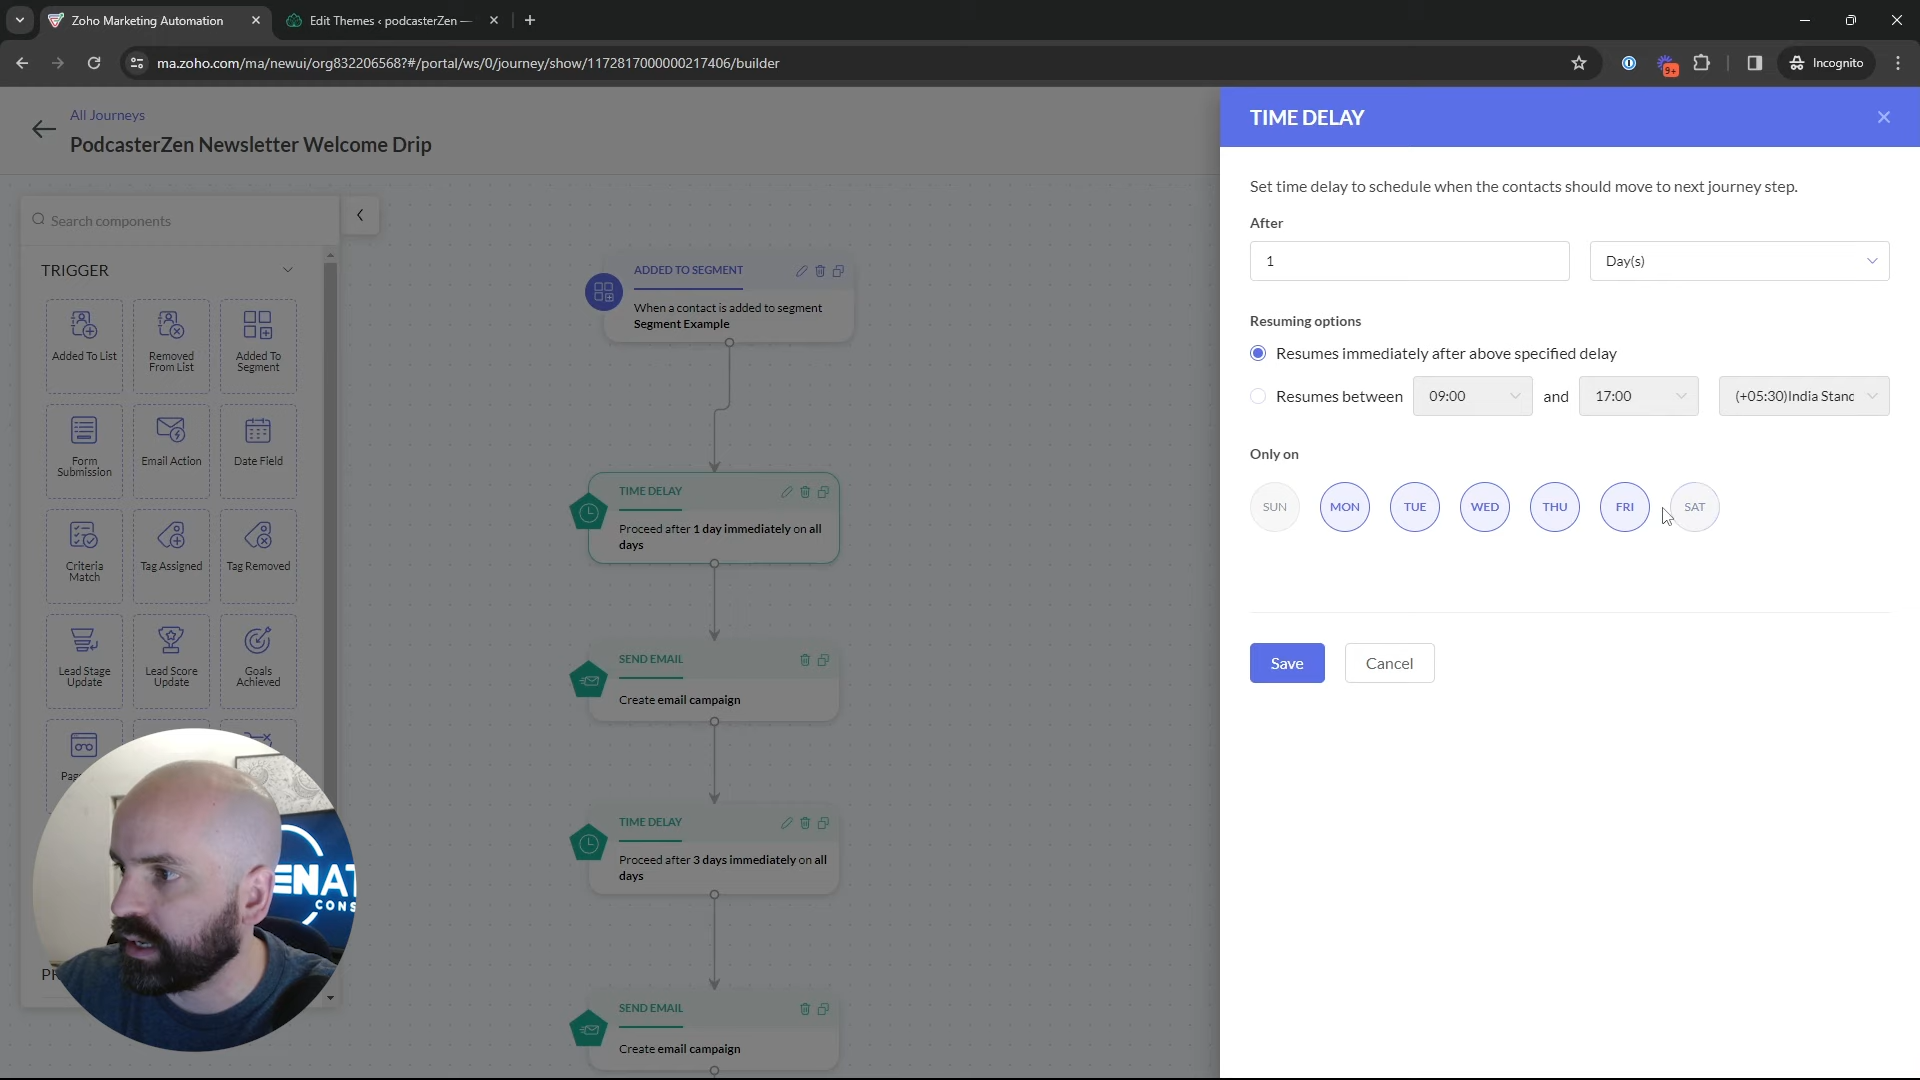 Zoho Marketing Automation
Edit Themes ‹ podcasterZen —
ma.zoho.com/ma/newui/org832206568?#/portal/ws/0/journey/show/1172817000000217406/builder
9+
Incognito
All Journeys
PodcasterZen Newsletter Welcome Drip
Search components
TRIGGER
Added To List
Removed From List
Added To Segment
Form Submission
Email Action
Date Field
Criteria Match
Tag Assigned
Tag Removed
Lead Stage Update
Lead Score Update
Goals Achieved
ENAT
CONS
ADDED TO SEGMENT
When a contact is added to segment
Segment Example
TIME DELAY
Proceed after 1 day immediately on all
days
SEND EMAIL
Create email campaign
TIME DELAY
Proceed after 3 days immediately on all
days
SEND EMAIL
Create email campaign
TIME DELAY
Set time delay to schedule when the contacts should move to next journey step.
After
1
Day(s)
Resuming options
Resumes immediately after above specified delay
Resumes between 09:00 and 17:00 (+05:30)India Stanc
Only on
SUN MON TUE WED THU FRI SAT
Save
Cancel